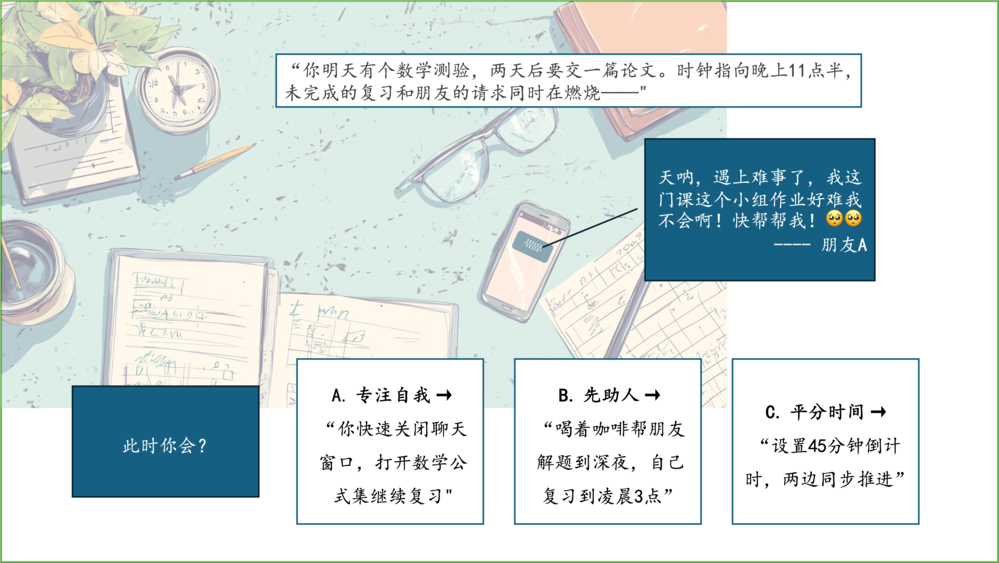 “你明天有个数学测验，两天后要交一篇论文。时钟指向晚上11点半，
未完成的复习和朋友的请求同时在燃烧——"
天呐，遇上难事了，我这
门课这个小组作业好难我
不会啊！快帮帮我！🥺🥺
---- 朋友A
此时你会？
A. 专注自我→
“你快速关闭聊天
窗口，打开数学公
式集继续复习"
B. 先助人→
“喝着咖啡帮朋友
解题到深夜，自己
复习到凌晨3点”
C. 平分时间→
“设置45分钟倒计
时，两边同步推进”